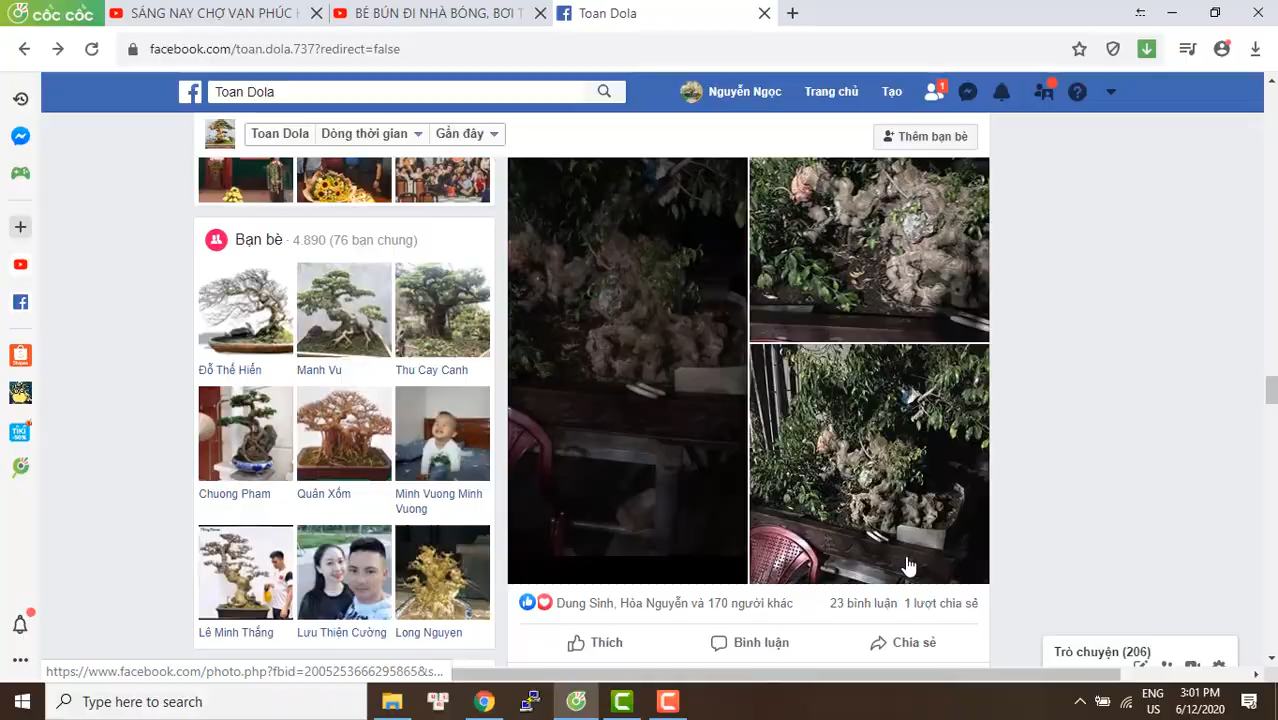 cốc cốc
SÁNG NAY CHỢ VẠN PHÚC
BÉ BÚN ĐI NHÀ BÓNG, BƠI T
Toan Dola
facebook.com/toan.dola.737?redirect=false
Toan Dola
Nguyễn Ngọc
Trang chủ
Tạo
1
Toan Dola
Dòng thời gian
Gần đây
Thêm bạn bè
Bạn bè · 4.890 (76 bạn chung)
Đỗ Thế Hiển
Manh Vu
Thu Cay Canh
Chuong Pham
Quân Xốm
Minh Vuong Minh
Vuong
Lê Minh Thắng
Lưu Thiện Cường
Long Nguyen
Dung Sinh, Hòa Nguyễn và 170 người khác
23 bình luận
1 lượt chia sẻ
Thích
Bình luận
Chia sẻ
Trò chuyện (206)
https://www.facebook.com/photo.php?fbid=2005253666295865&s...
Type here to search
ENG
US
3:01 PM
6/12/2020